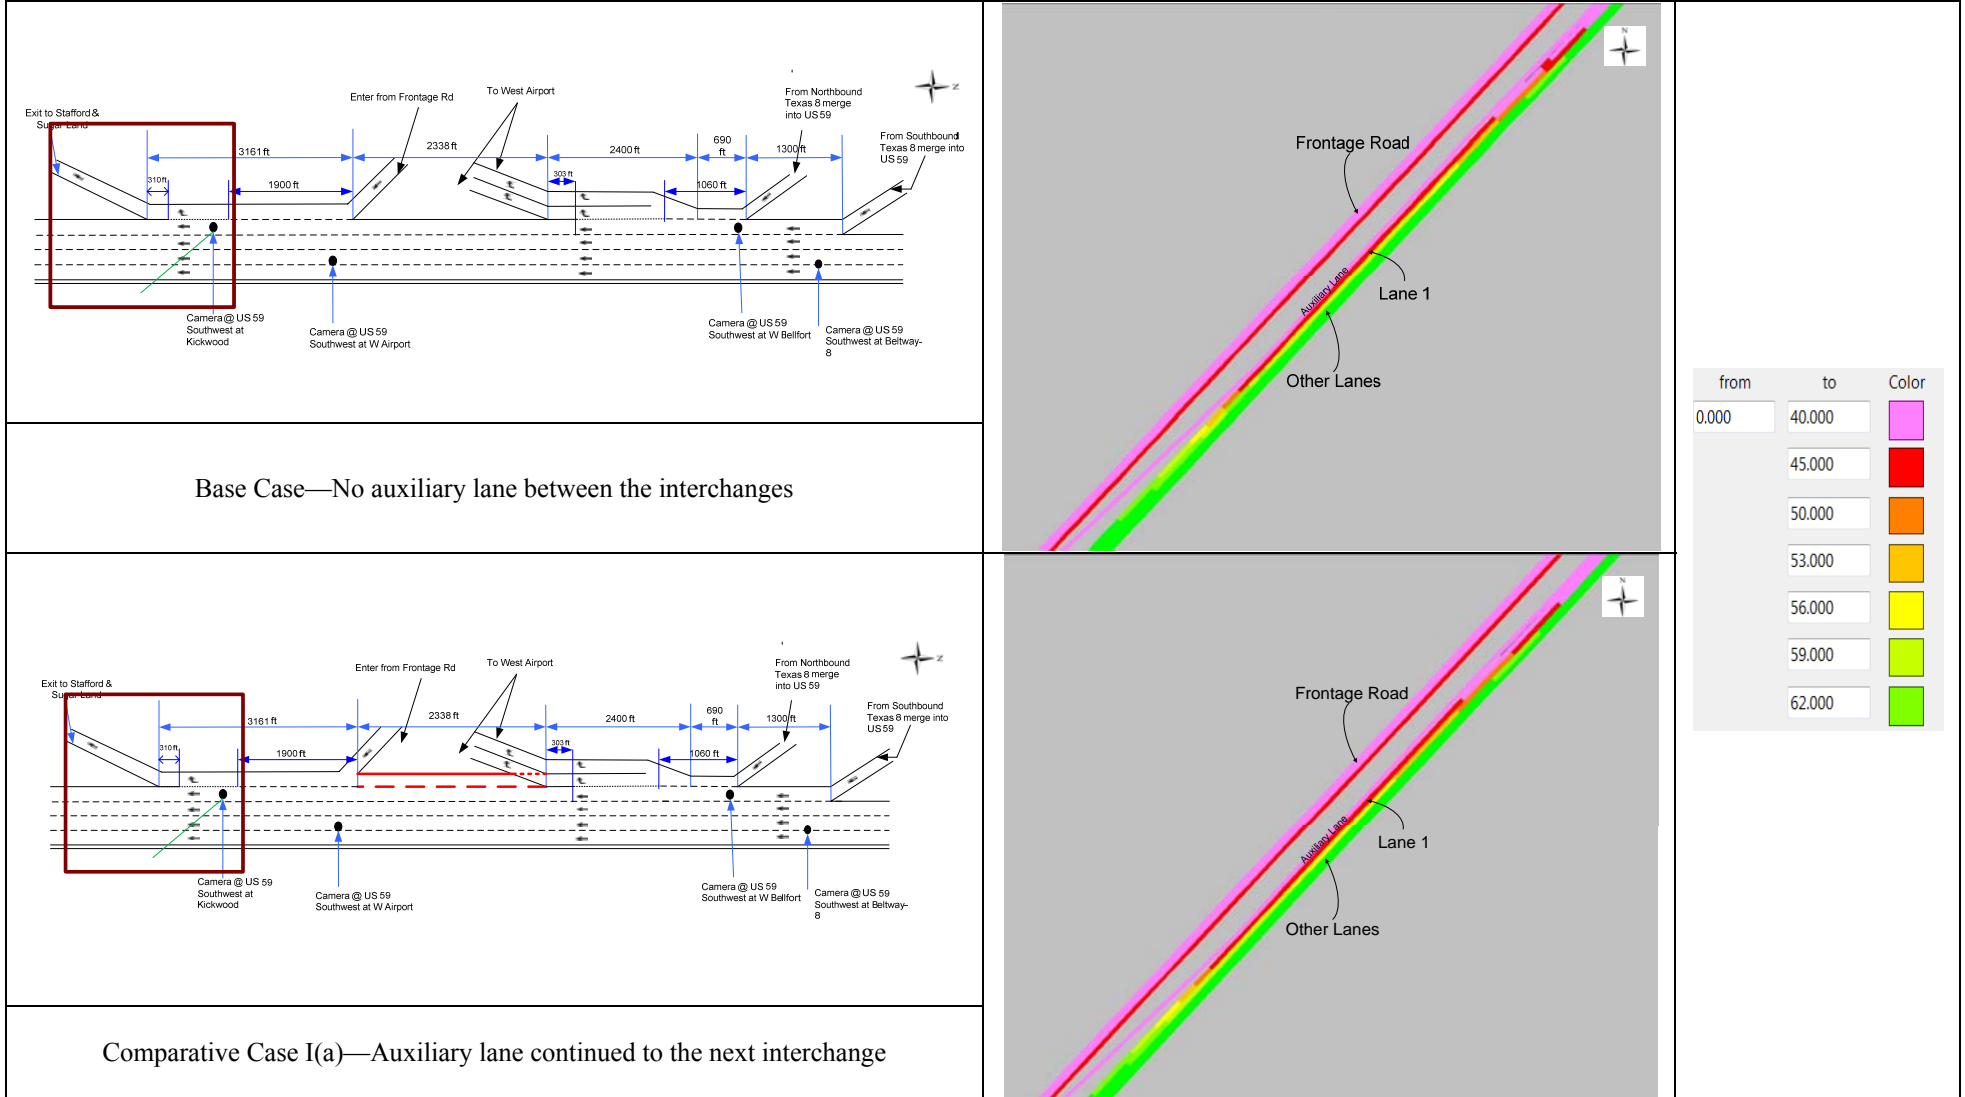 Exit to Stafford &
Sugar Land
Enter from Frontage Rd
To West Airport
From Northbound
Texas 8 merge
into US 59
From Southbound
Texas 8 merge into
US 59
Z
3161 ft
2338 ft
2400 ft
690
ft
1300 ft
310 ft
1900 ft
303 ft
1060 ft
Camera @ US 59
Southwest at
Kickwood
Camera @ US 59
Southwest at W Airport
Camera @ US 59
Southwest at W Bellfort
Camera @ US 59
Southwest at Beltway-
8
Base Case—No auxiliary lane between the interchanges
N
Frontage Road
Auxiliary Lane
Lane 1
Other Lanes
from to Color
0.000 40.000
45.000
50.000
53.000
56.000
59.000
62.000
Exit to Stafford &
Sugar Land
Enter from Frontage Rd
To West Airport
From Northbound
Texas 8 merge
into US 59
From Southbound
Texas 8 merge into
US 59
Z
3161 ft
2338 ft
2400 ft
690
ft
1300 ft
310 ft
1900 ft
303 ft
1060 ft
Camera @ US 59
Southwest at
Kickwood
Camera @ US 59
Southwest at W Airport
Camera @ US 59
Southwest at W Bellfort
Camera @ US 59
Southwest at Beltway-
8
Comparative Case I(a)—Auxiliary lane continued to the next interchange
N
Frontage Road
Auxiliary Lane
Lane 1
Other Lanes